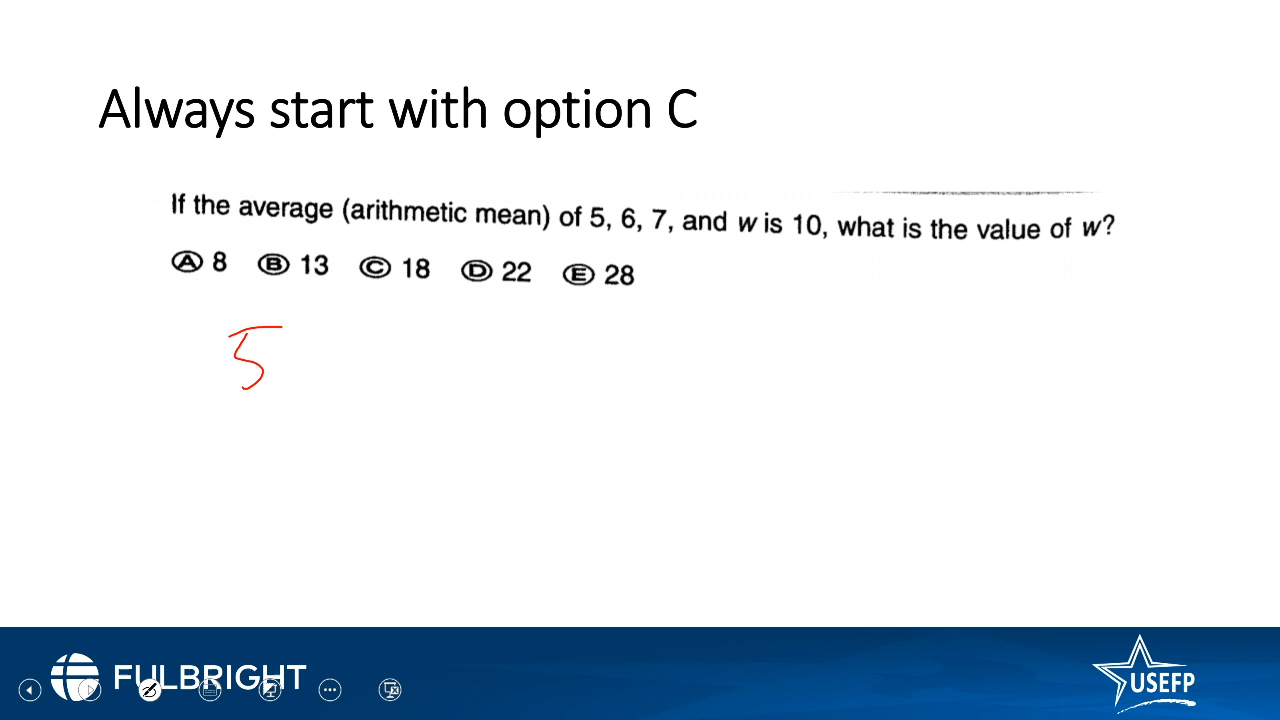 Always start with option C
If the average (arithmetic mean) of 5, 6, 7, and w is 10, what is the value of w?
A 8 B 13 C 18 D 22 E 28
5
FULBRIGHT
USEFP